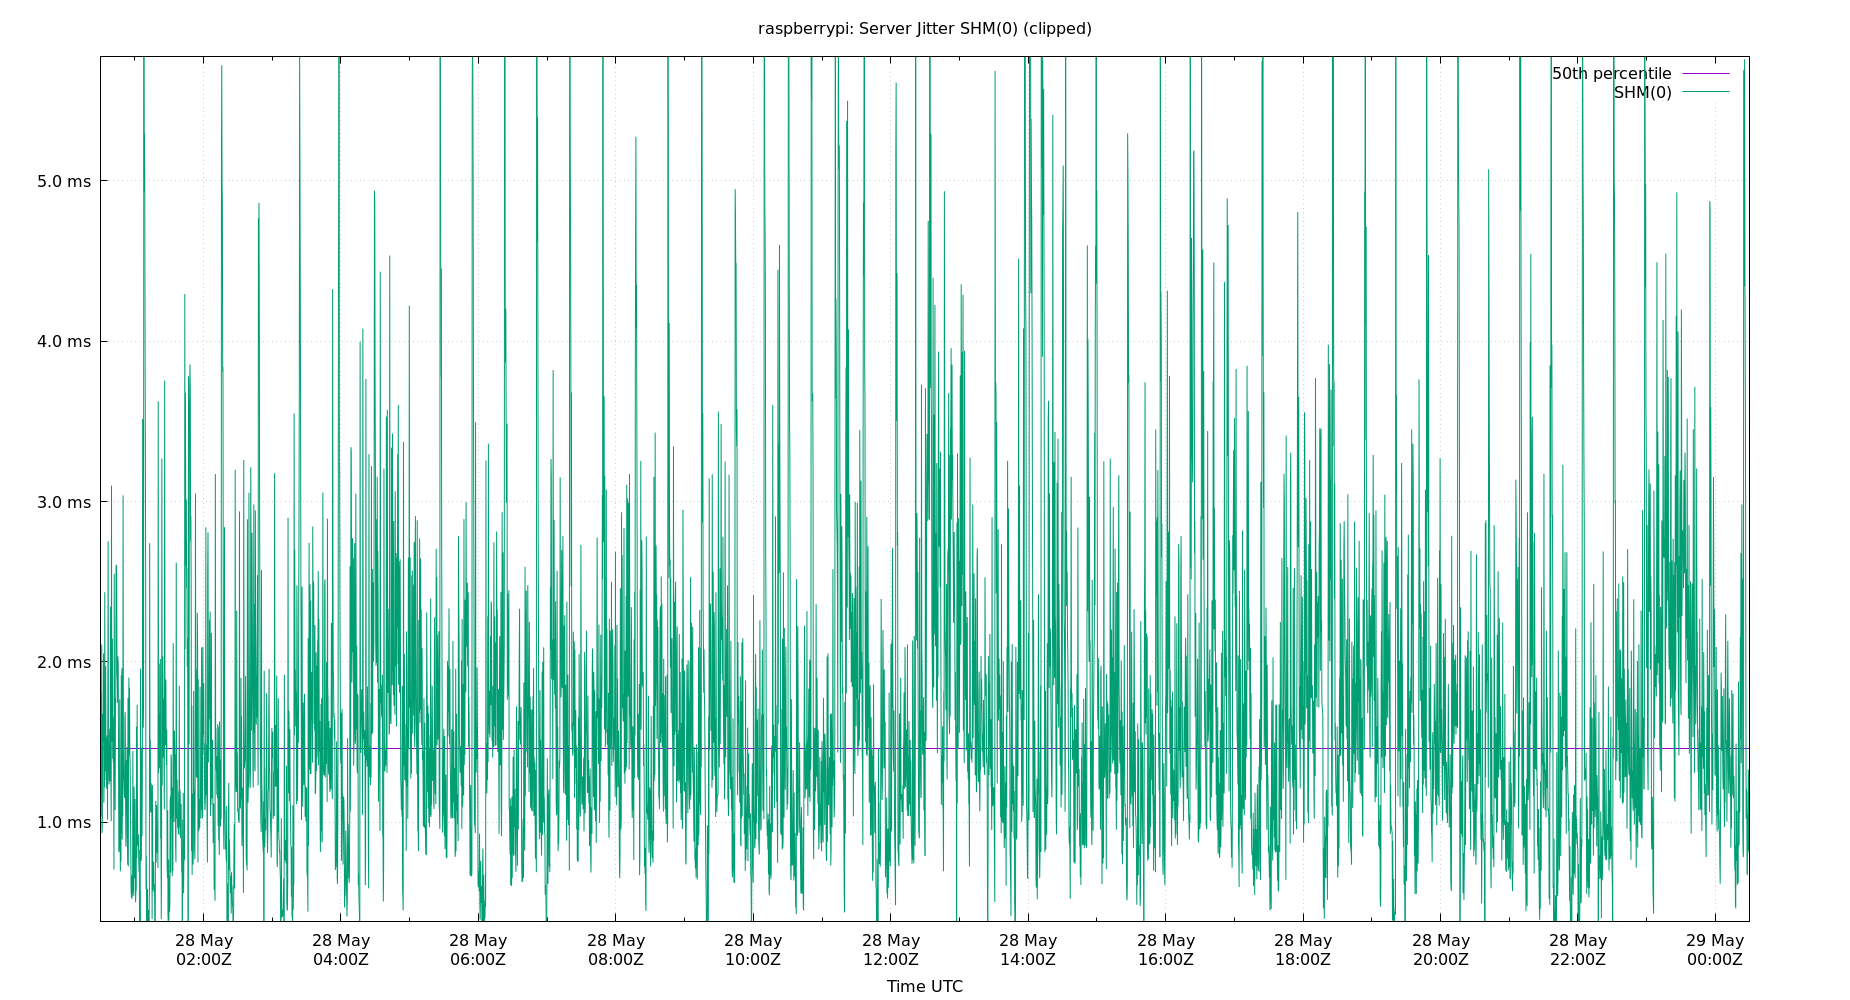 raspberrypi: Server Jitter SHM(0) (clipped)
50th percentile
SHM(0)
5.0 ms
4.0 ms
3.0 ms
2.0 ms
1.0 ms
28 May 28 May 28 May 28 May 28 May 28 May 28 May 28 May 28 May 28 May 28 May 29 May
02:00Z 04:00Z 06:00Z 08:00Z 10:00Z 12:00Z 14:00Z 16:00Z 18:00Z 20:00Z 22:00Z 00:00Z
Time UTC